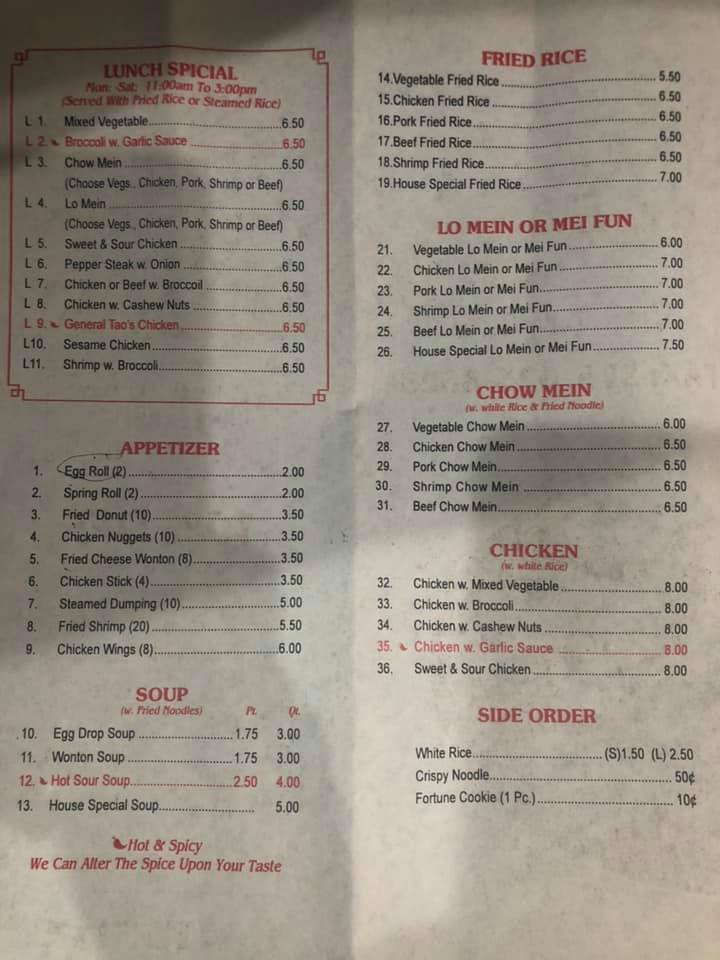 LUNCH SPICIAL
Mon: Sat: 11:00am To 3:00pm
(Served With Fried Rice or Steamed Rice)
L 1. Mixed Vegetable 6.50
L 2. Broccoli w. Garlic Sauce 6.50
L 3. Chow Mein 6.50
(Choose Vegs., Chicken, Pork, Shrimp or Beef)
L 4. Lo Mein 6.50
(Choose Vegs., Chicken, Pork, Shrimp or Beef)
L 5. Sweet & Sour Chicken 6.50
L 6. Pepper Steak w. Onion 6.50
L 7. Chicken or Beef w. Broccoil 6.50
L 8. Chicken w. Cashew Nuts 6.50
L 9. General Tao's Chicken 6.50
L10. Sesame Chicken 6.50
L11. Shrimp w. Broccoli 6.50
APPETIZER
1. Egg Roll (2) 2.00
2. Spring Roll (2) 2.00
3. Fried Donut (10) 3.50
4. Chicken Nuggets (10) 3.50
5. Fried Cheese Wonton (8) 3.50
6. Chicken Stick (4) 3.50
7. Steamed Dumping (10) 5.00
8. Fried Shrimp (20) 5.50
9. Chicken Wings (8) 6.00
SOUP
(w. Fried Noodles) Pt. Qt.
10. Egg Drop Soup 1.75 3.00
11. Wonton Soup 1.75 3.00
12. Hot Sour Soup 2.50 4.00
13. House Special Soup 5.00
Hot & Spicy
We Can Alter The Spice Upon Your Taste
FRIED RICE
14. Vegetable Fried Rice 5.50
15. Chicken Fried Rice 6.50
16. Pork Fried Rice 6.50
17. Beef Fried Rice 6.50
18. Shrimp Fried Rice 6.50
19. House Special Fried Rice 7.00
LO MEIN OR MEI FUN
21. Vegetable Lo Mein or Mei Fun 6.00
22. Chicken Lo Mein or Mei Fun 7.00
23. Pork Lo Mein or Mei Fun 7.00
24. Shrimp Lo Mein or Mei Fun 7.00
25. Beef Lo Mein or Mei Fun 7.00
26. House Special Lo Mein or Mei Fun 7.50
CHOW MEIN
(w. white Rice & Fried Noodle)
27. Vegetable Chow Mein 6.00
28. Chicken Chow Mein 6.50
29. Pork Chow Mein 6.50
30. Shrimp Chow Mein 6.50
31. Beef Chow Mein 6.50
CHICKEN
(w. white Rice)
32. Chicken w. Mixed Vegetable 8.00
33. Chicken w. Broccoli 8.00
34. Chicken w. Cashew Nuts 8.00
35. Chicken w. Garlic Sauce 8.00
36. Sweet & Sour Chicken 8.00
SIDE ORDER
White Rice (S)1.50 (L) 2.50
Crispy Noodle 50¢
Fortune Cookie (1 Pc.) 10¢